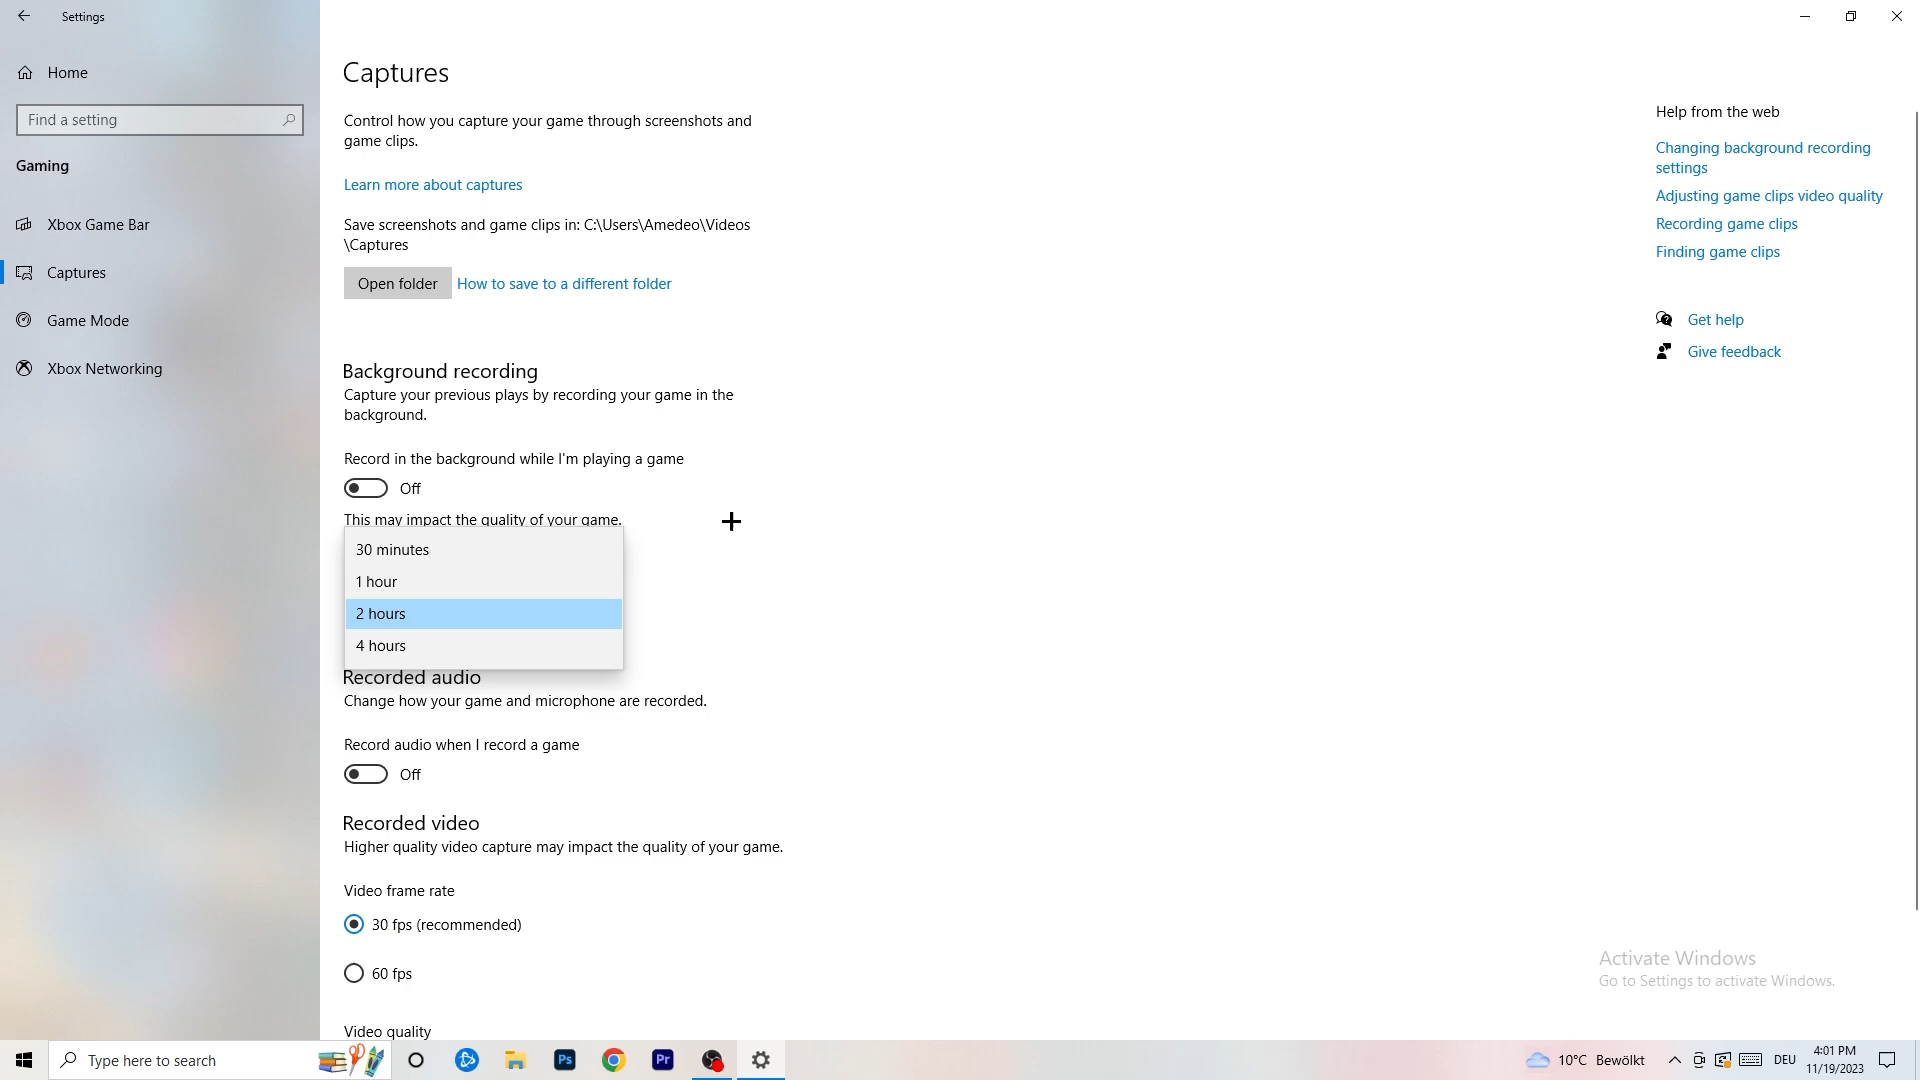 Settings
Home
Find a setting
Gaming
Xbox Game Bar
Captures
Game Mode
Xbox Networking
Captures
Control how you capture your game through screenshots and
game clips.
Learn more about captures
Save screenshots and game clips in: C:\Users\Amedeo\Videos
\Captures
Open folder
How to save to a different folder
Background recording
Capture your previous plays by recording your game in the
background.
Record in the background while I'm playing a game
Off
This may impact the quality of your game.
30 minutes
1 hour
2 hours
4 hours
Recorded audio
Change how your game and microphone are recorded.
Record audio when I record a game
Off
Recorded video
Higher quality video capture may impact the quality of your game.
Video frame rate
30 fps (recommended)
60 fps
Video quality
Help from the web
Changing background recording
settings
Adjusting game clips video quality
Recording game clips
Finding game clips
Get help
Give feedback
Activate Windows
Go to Settings to activate Windows.
Type here to search
Ps
Pr
10°C Bewölkt
DEU
4:01 PM
11/19/2023